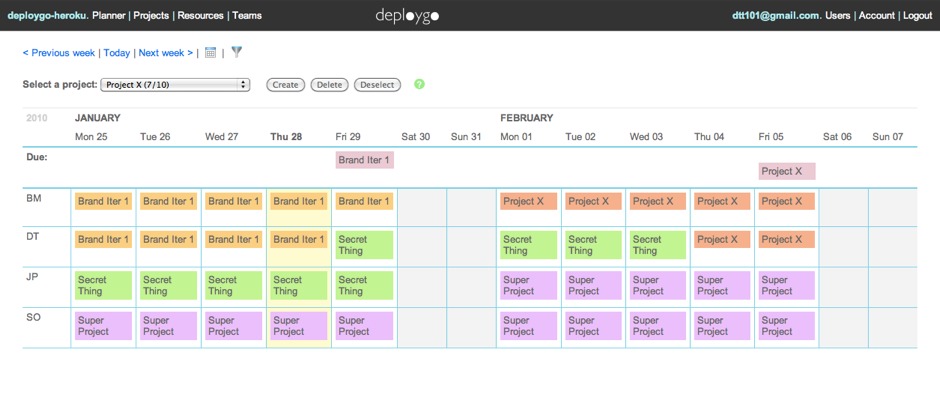 deploygo-heroku. Planner | Projects | Resources | Teams deploygo dtt101@gmail.com. Users | Account | Logout
< Previous week | Today | Next week > | |
Select a project: Project X (7/10) Create Delete Deselect ?
2010 JANUARY FEBRUARY
Mon 25 Tue 26 Wed 27 Thu 28 Fri 29 Sat 30 Sun 31 Mon 01 Tue 02 Wed 03 Thu 04 Fri 05 Sat 06 Sun 07
Due: Brand Iter 1
Project X
BM Brand Iter 1 Brand Iter 1 Brand Iter 1 Brand Iter 1 Brand Iter 1 Project X Project X Project X Project X Project X
DT Brand Iter 1 Brand Iter 1 Brand Iter 1 Brand Iter 1 Secret Secret Secret Secret Project X Project X
Thing Thing Thing Thing
JP Secret Secret Secret Secret Secret Super Super Super Super Super
Thing Thing Thing Thing Thing Project Project Project Project Project
SO Super Super Super Super Super Super Super Super Super Super
Project Project Project Project Project Project Project Project Project Project